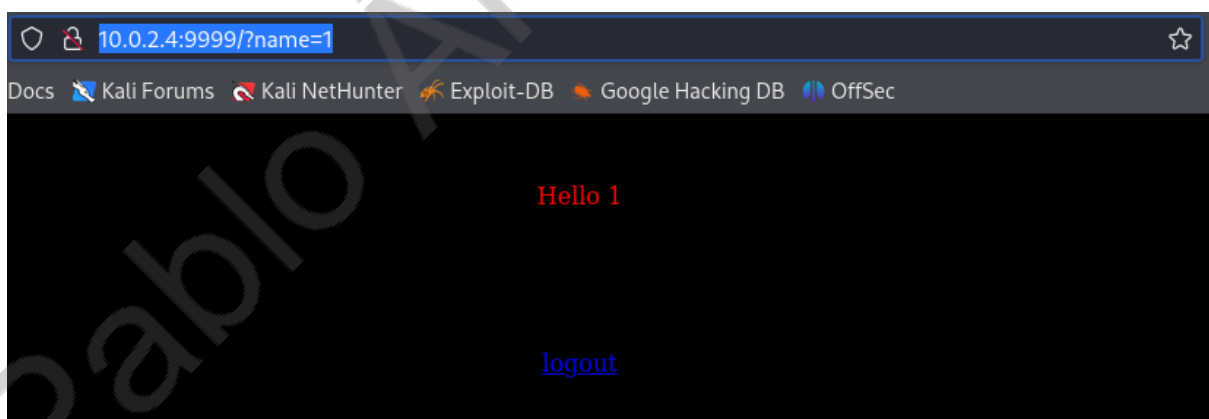 10.0.2.4:9999/?name=1
Docs Kali Forums Kali NetHunter Exploit-DB Google Hacking DB OffSec
Hello 1
logout
Pablo